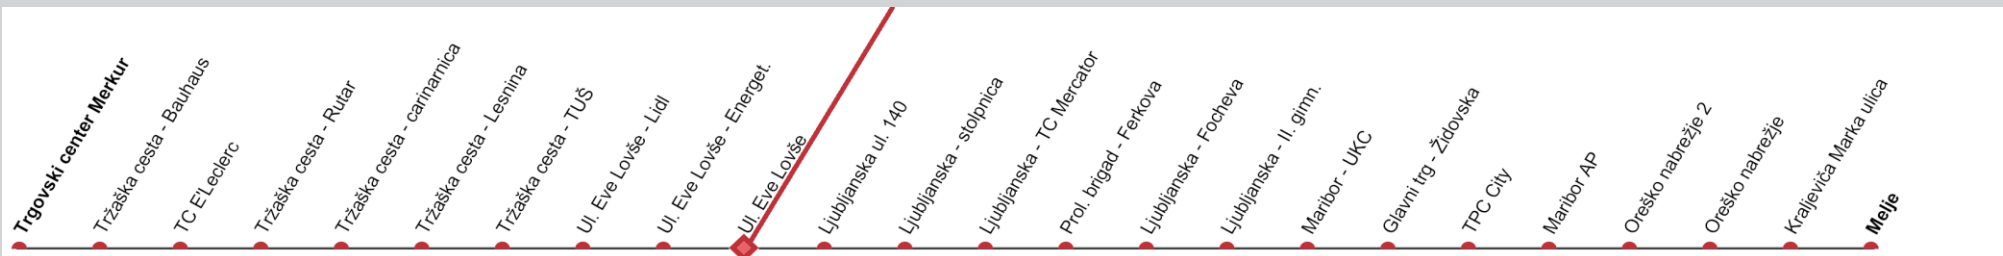 Trgovski center Merkur
Tržaška cesta - Bauhaus
TC E'Leclerc
Tržaška cesta - Rutar
Tržaška cesta - carinarnica
Tržaška cesta - Lesnina
Tržaška cesta - TUŠ
Ul. Eve Lovše - Lidl
Ul. Eve Lovše - Energet.
Ul. Eve Lovše
Ljubljanska ul. 140
Ljubljanska - stolpnica
Ljubljanska - TC Mercator
Prol. brigad - Ferkova
Ljubljanska - Focheva
Ljubljanska - II. gimn.
Maribor - UKC
Glavni trg - Židovska
TPC City
Maribor AP
Oreško nabrežje 2
Oreško nabrežje
Kraljeviča Marka ulica
Melje